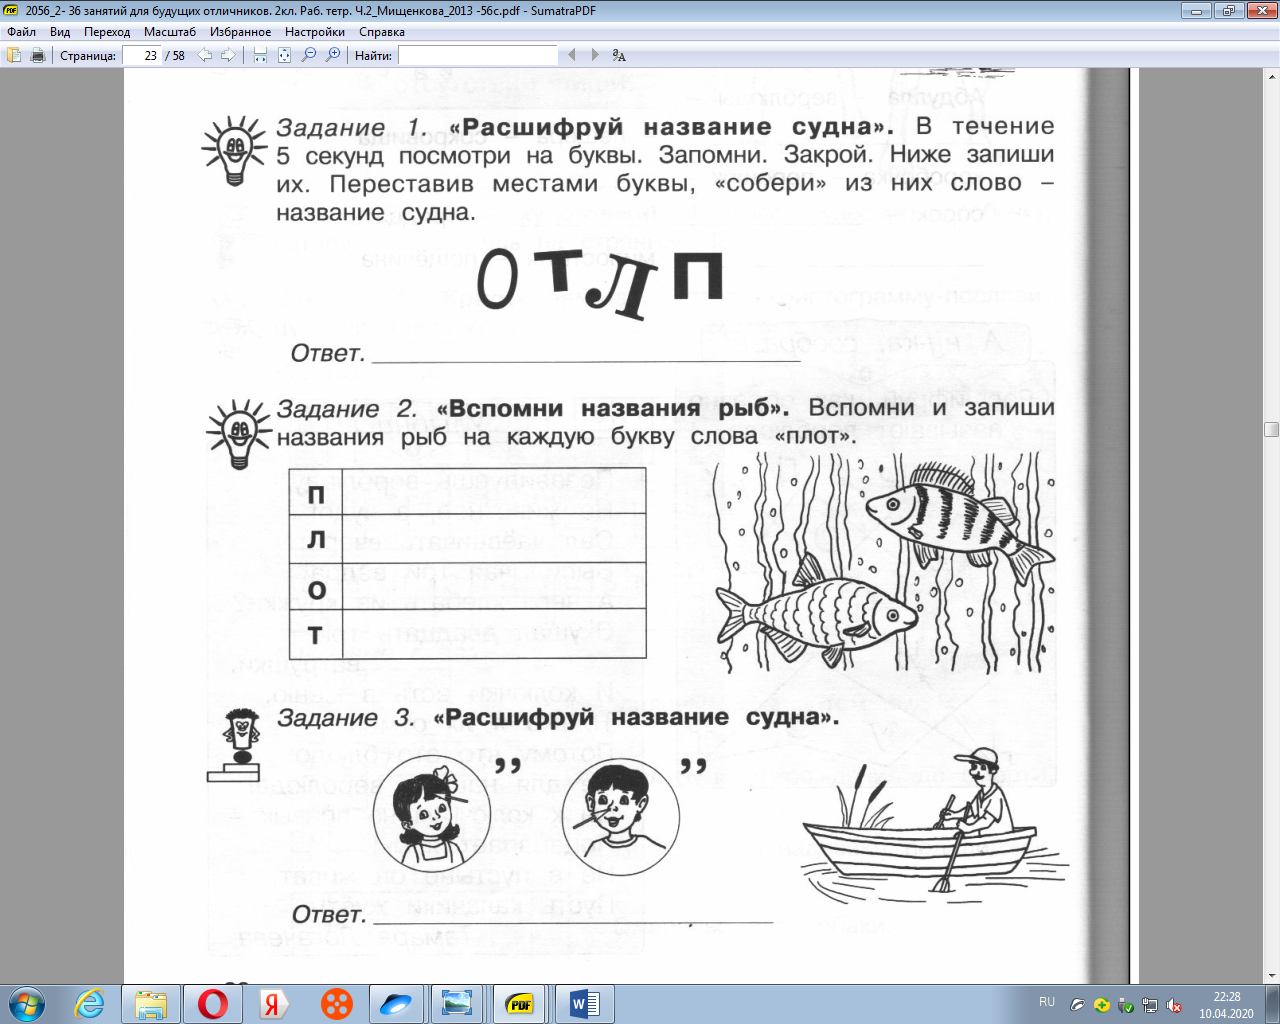 2056_2- 36 занятий для будущих отличников. 2кл. Раб. тетр. Ч.2_Мищенкова_2013 -56с.pdf - SumatraPDF
Файл Вид Переход Масштаб Избранное Настройки Справка
Страница: 23 / 58 Найти:
Задание 1. «Расшифруй название судна». В течение
5 секунд посмотри на буквы. Запомни. Закрой. Ниже запиши
их. Переставив местами буквы, «собери» из них слово –
название судна.
О Т Л П
Ответ.
Задание 2. «Вспомни названия рыб». Вспомни и запиши
названия рыб на каждую букву слова «плот».
П
Л
О
Т
Задание 3. «Расшифруй название судна».
,, ,,
Ответ.
RU
22:28
10.04.2020